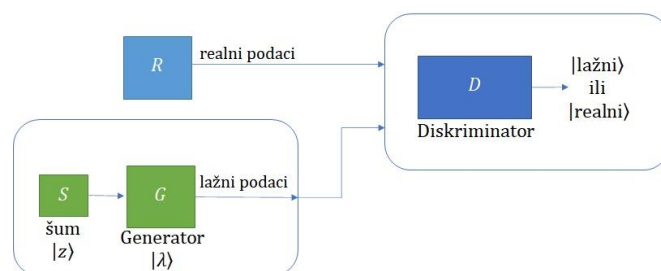 R
realni podaci
D
Diskriminator
|lažni⟩
ili
|realni⟩
S
šum
|z⟩
G
Generator
|λ⟩
lažni podaci